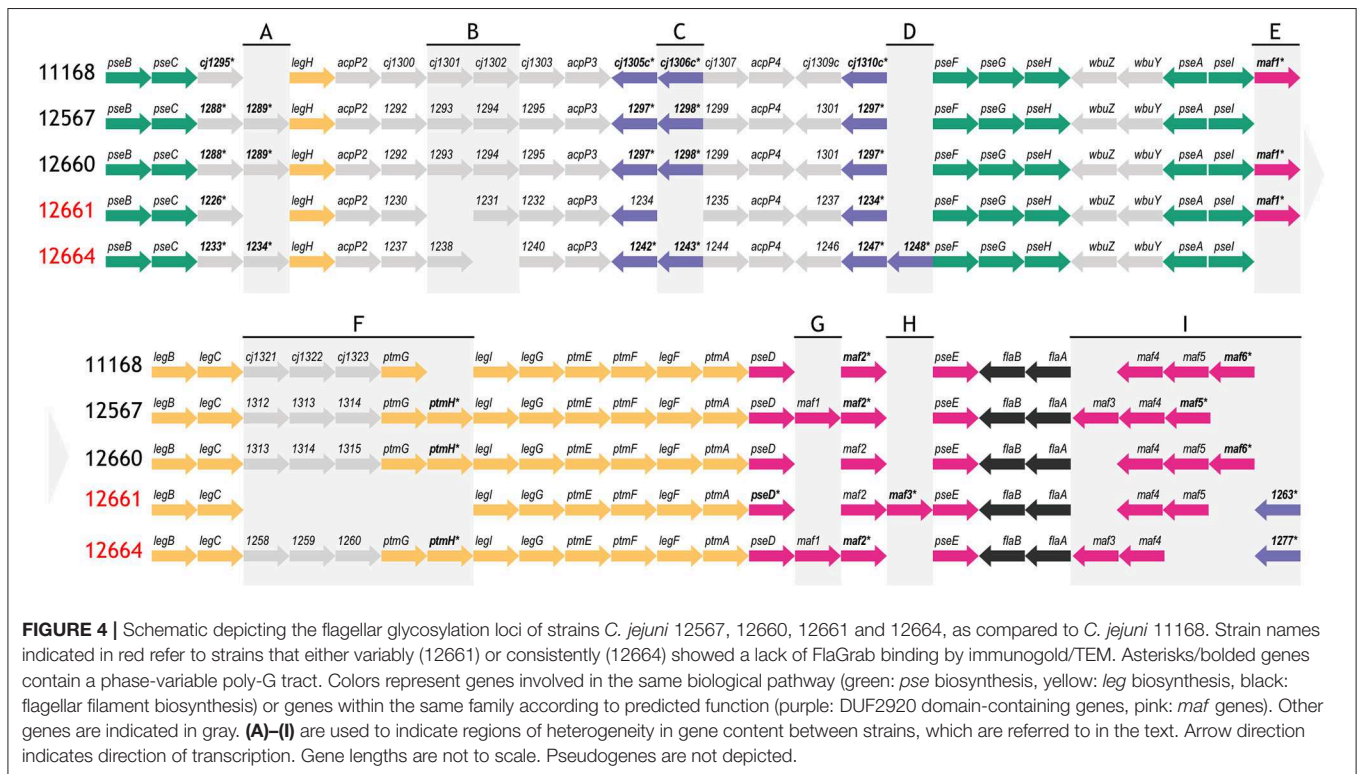 A B C D E
pseB pseC cj1295* legH acpP2 cj1300 cj1301 cj1302 cj1303 acpP3 cj1305c* cj1306c* cj1307 acpP4 cj1309c cj1310c* pseF pseG pseH wbuZ wbuY pseA pseI maf1*
11168
pseB pseC 1288* 1289* legH acpP2 1292 1293 1294 1295 acpP3 1297* 1298* 1299 acpP4 1301 1297* pseF pseG pseH wbuZ wbuY pseA pseI
12567
pseB pseC 1288* 1289* legH acpP2 1292 1293 1294 1295 acpP3 1297* 1298* 1299 acpP4 1301 1297* pseF pseG pseH wbuZ wbuY pseA pseI maf1*
12660
pseB pseC 1226* legH acpP2 1230 1231 1232 acpP3 1234 1235 acpP4 1237 1234* pseF pseG pseH wbuZ wbuY pseA pseI maf1*
12661
pseB pseC 1233* 1234* legH acpP2 1237 1238 1240 acpP3 1242* 1243* 1244 acpP4 1246 1247* 1248* pseF pseG pseH wbuZ wbuY pseA pseI
12664
F G H I
legB legC cj1321 cj1322 cj1323 ptmG legI legG ptmE ptmF legF ptmA pseD maf2* pseE flaB flaA maf4 maf5 maf6*
11168
legB legC 1312 1313 1314 ptmG ptmH* legI legG ptmE ptmF legF ptmA pseD maf1 maf2* pseE flaB flaA maf3 maf4 maf5*
12567
legB legC 1313 1314 1315 ptmG ptmH* legI legG ptmE ptmF legF ptmA pseD maf2 pseE flaB flaA maf4 maf5 maf6*
12660
legB legC legI legG ptmE ptmF legF ptmA pseD* maf2 maf3* pseE flaB flaA maf4 maf5 1263*
12661
legB legC 1258 1259 1260 ptmG ptmH* legI legG ptmE ptmF legF ptmA pseD maf1 maf2* pseE flaB flaA maf3 maf4 1277*
12664
FIGURE 4 | Schematic depicting the flagellar glycosylation loci of strains C. jejuni 12567, 12660, 12661 and 12664, as compared to C. jejuni 11168. Strain names
indicated in red refer to strains that either variably (12661) or consistently (12664) showed a lack of FlaGrab binding by immunogold/TEM. Asterisks/bolded genes
contain a phase-variable poly-G tract. Colors represent genes involved in the same biological pathway (green: pse biosynthesis, yellow: leg biosynthesis, black:
flagellar filament biosynthesis) or genes within the same family according to predicted function (purple: DUF2920 domain-containing genes, pink: maf genes). Other
genes are indicated in gray. (A)–(I) are used to indicate regions of heterogeneity in gene content between strains, which are referred to in the text. Arrow direction
indicates direction of transcription. Gene lengths are not to scale. Pseudogenes are not depicted.